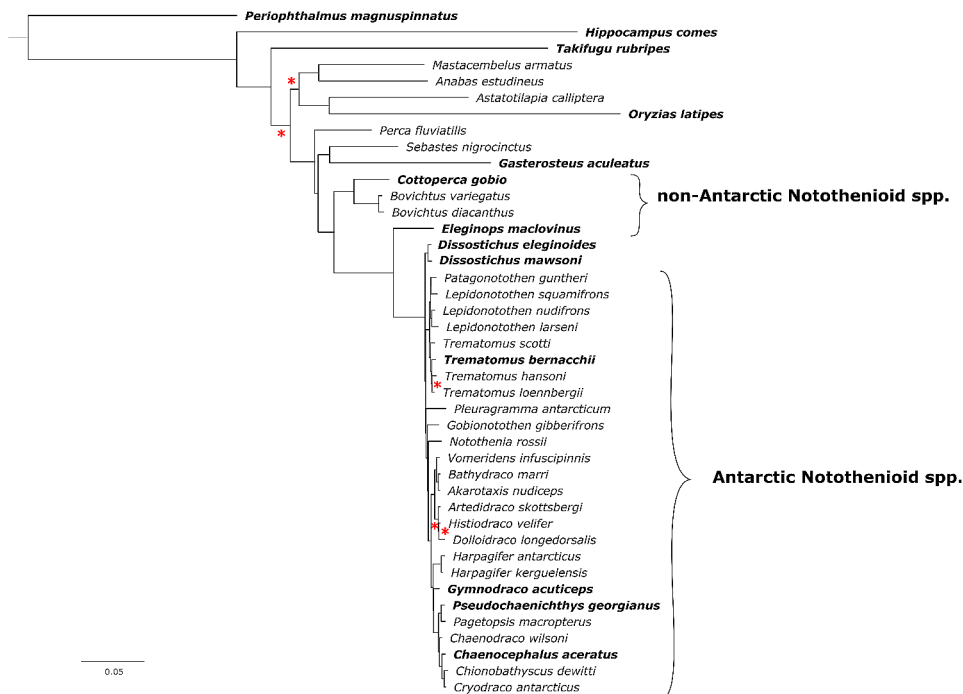 Periophthalmus magnuspinnatus
Hippocampus comes
Takifugu rubripes
Mastacembelus armatus
*
Anabas estudineus
Astatotilapia calliptera
Oryzias latipes
*
Perca fluviatilis
Sebastes nigrocinctus
Gasterosteus aculeatus
Cottoperca gobio
Bovichtus variegatus
non-Antarctic Notothenioid spp.
Bovichtus diacanthus
Eleginops maclovinus
Dissostichus eleginoides
Dissostichus mawsoni
Patagonotothen guntheri
Lepidonotothen squamifrons
Lepidonotothen nudifrons
Lepidonotothen larseni
Trematomus scotti
Trematomus bernacchii
Trematomus hansoni
*
Trematomus loennbergii
Pleuragramma antarcticum
Gobionotothen gibberifrons
Notothenia rossii
Vomeridens infuscipinnis
Bathydraco marri
Antarctic Notothenioid spp.
Akarotaxis nudiceps
Artedidraco skottsbergi
* Histiodraco velifer
*
Dolloidraco longedorsalis
Harpagifer antarcticus
Harpagifer kerguelensis
Gymnodraco acuticeps
Pseudochaenichthys georgianus
Pagetopsis macropterus
Chaenodraco wilsoni
Chaenocephalus aceratus
Chionobathyscus dewitti
Cryodraco antarcticus
0.05